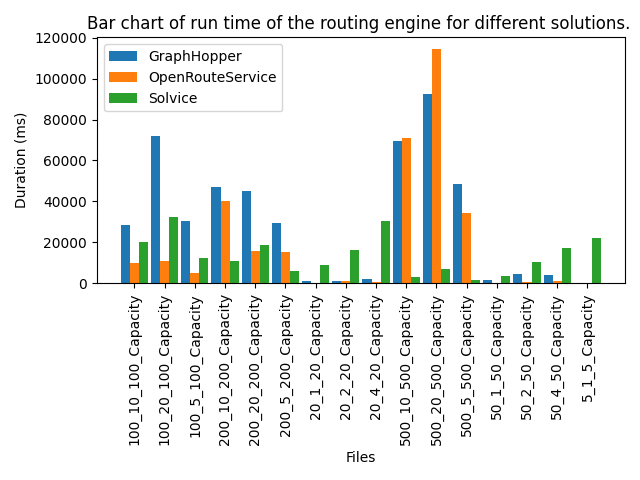 Bar chart of run time of the routing engine for different solutions.
GraphHopper
OpenRouteService
Solvice
Duration (ms)
120000
100000
80000
60000
40000
20000
0
100_10_100_Capacity
100_20_100_Capacity
100_5_100_Capacity
200_10_200_Capacity
200_20_200_Capacity
200_5_200_Capacity
20_1_20_Capacity
20_2_20_Capacity
20_4_20_Capacity
500_10_500_Capacity
500_20_500_Capacity
500_5_500_Capacity
50_1_50_Capacity
50_2_50_Capacity
50_4_50_Capacity
5_1_5_Capacity
Files